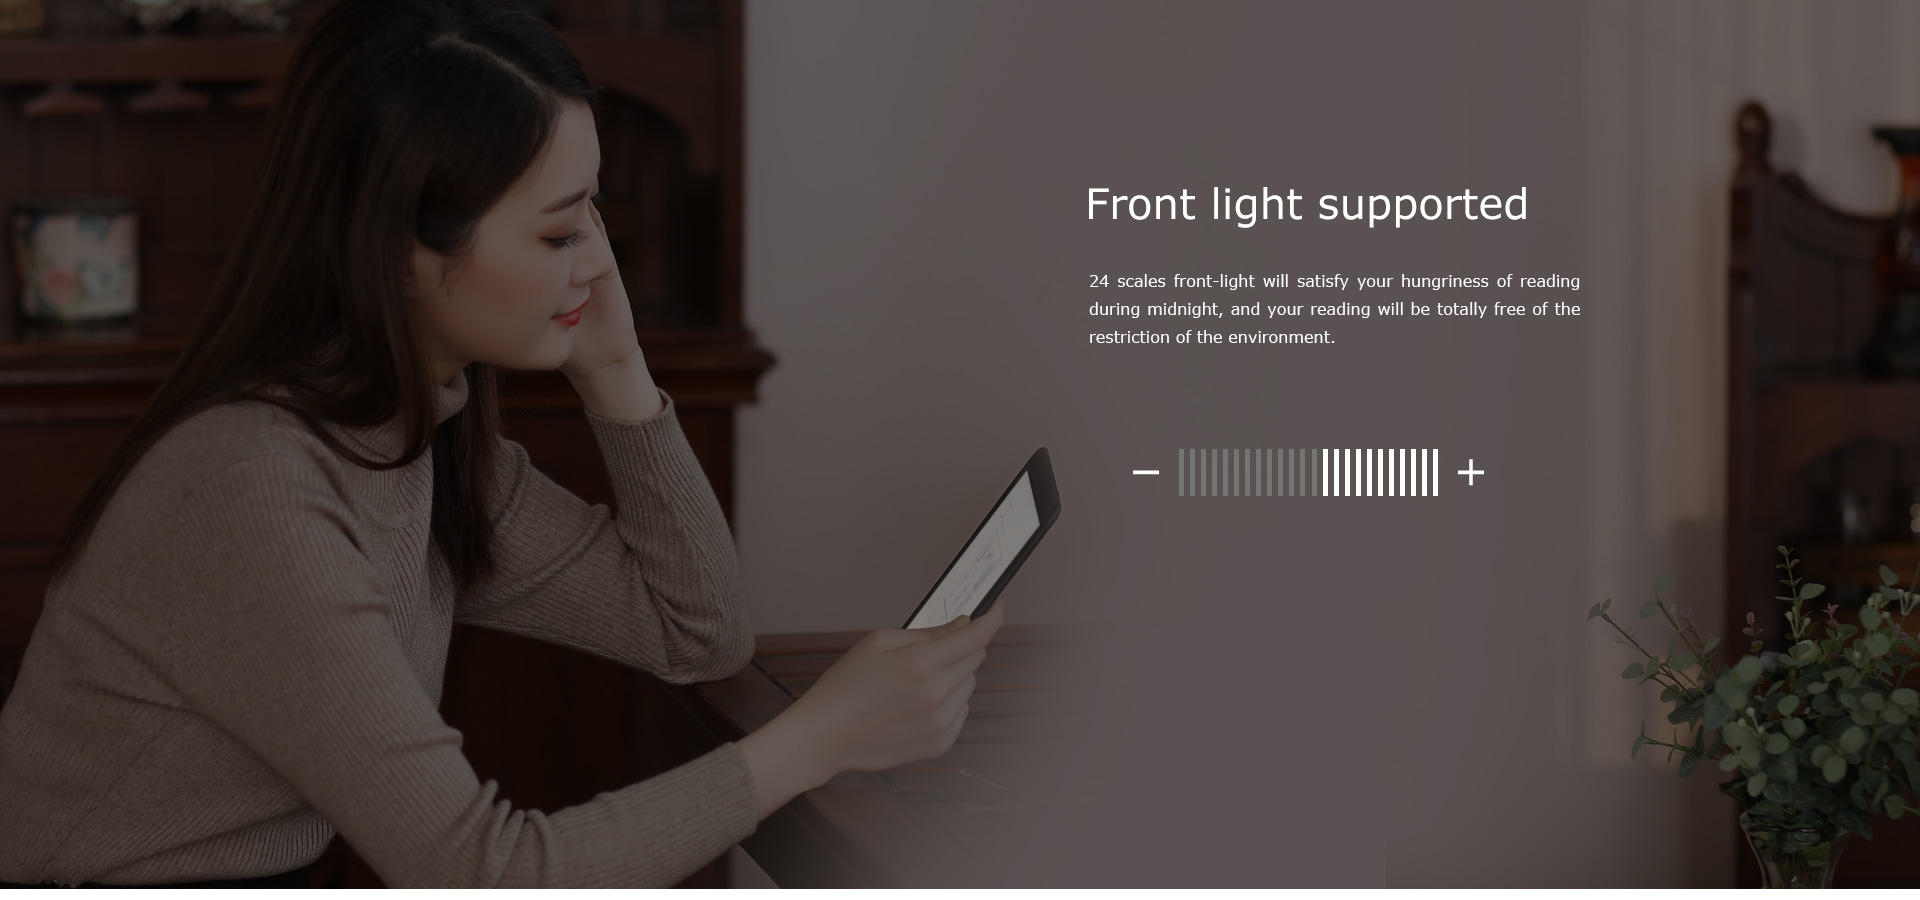 Front light supported
24 scales front-light will satisfy your hungriness of reading
during midnight, and your reading will be totally free of the
restriction of the environment.